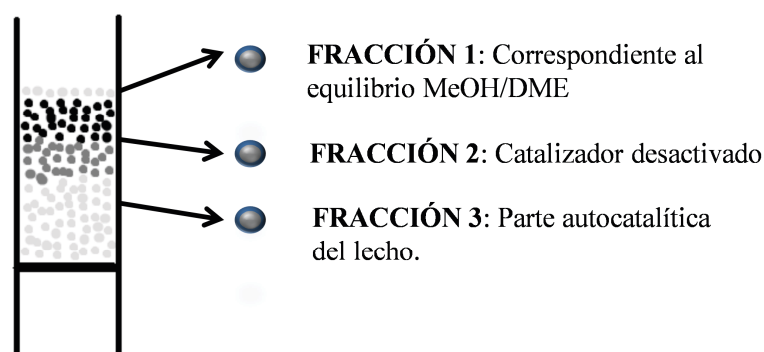 FRACCIÓN 1: Correspondiente al
equilibrio MeOH/DME
FRACCIÓN 2: Catalizador desactivado
FRACCIÓN 3: Parte autocatalítica
del lecho.